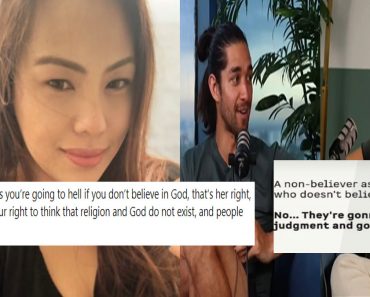 s you're going to hell if you don't believe in God, that's her right,
ur right to think that religion and God do not exist, and people
A non-believer as
who doesn't belie
No... They're gonn
judgment and go